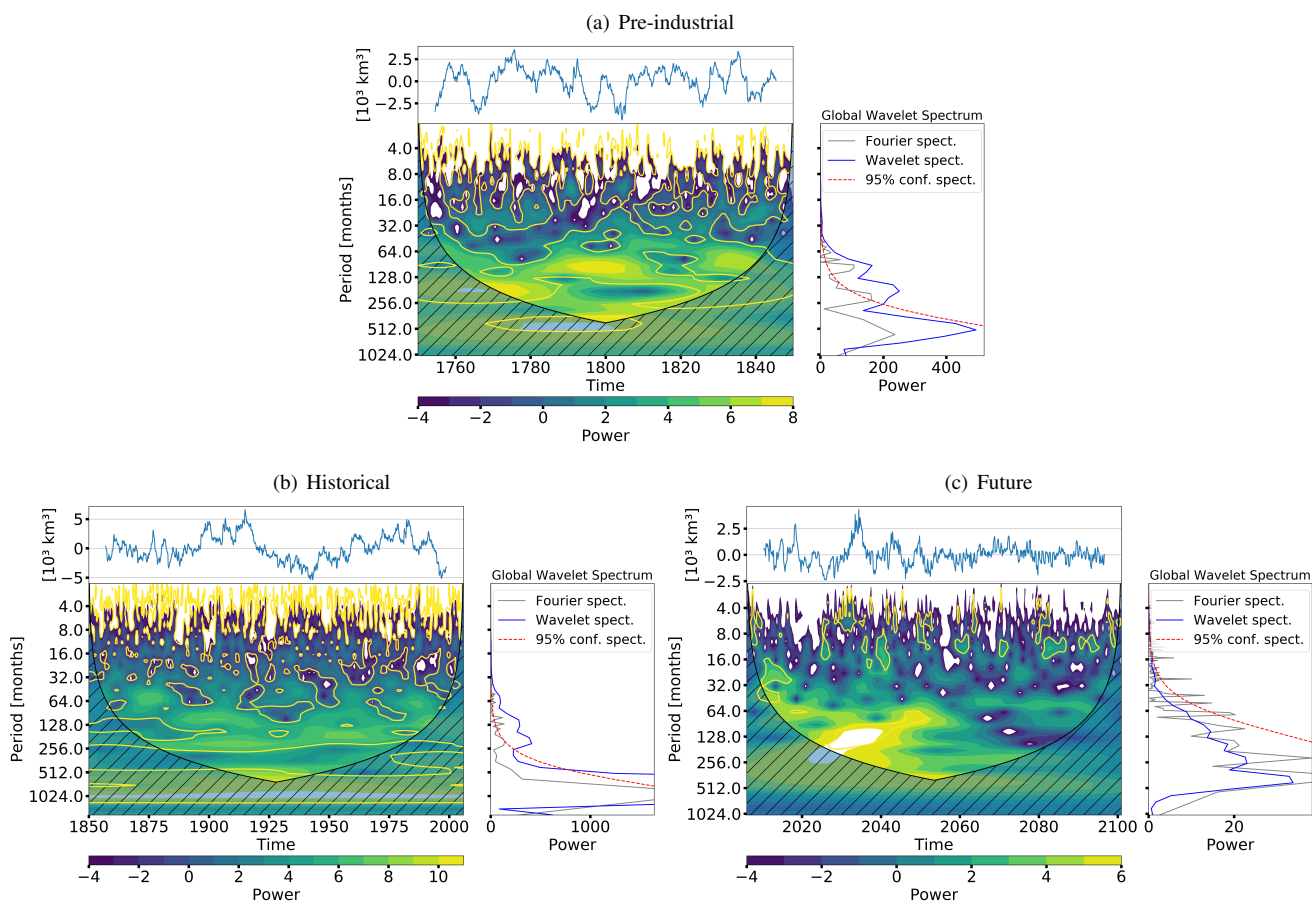 (a) Pre-industrial
[10³ km³]
2.5
0.0
−2.5
Period [months]
4.0
8.0
16.0
32.0
64.0
128.0
256.0
512.0
1024.0
1760 1780 1800 1820 1840
Time
−4 −2 0 2 4 6 8
Power
Global Wavelet Spectrum
Fourier spect.
Wavelet spect.
95% conf. spect.
0 200 400
Power
(b) Historical
[10³ km³]
5
0
−5
Period [months]
4.0
8.0
16.0
32.0
64.0
128.0
256.0
512.0
1024.0
1850 1875 1900 1925 1950 1975 2000
Time
−4 −2 0 2 4 6 8 10
Power
Global Wavelet Spectrum
Fourier spect.
Wavelet spect.
95% conf. spect.
0 1000
Power
(c) Future
[10³ km³]
2.5
0.0
−2.5
Period [months]
4.0
8.0
16.0
32.0
64.0
128.0
256.0
512.0
1024.0
2020 2040 2060 2080 2100
Time
−4 −2 0 2 4 6
Power
Global Wavelet Spectrum
Fourier spect.
Wavelet spect.
95% conf. spect.
0 20
Power